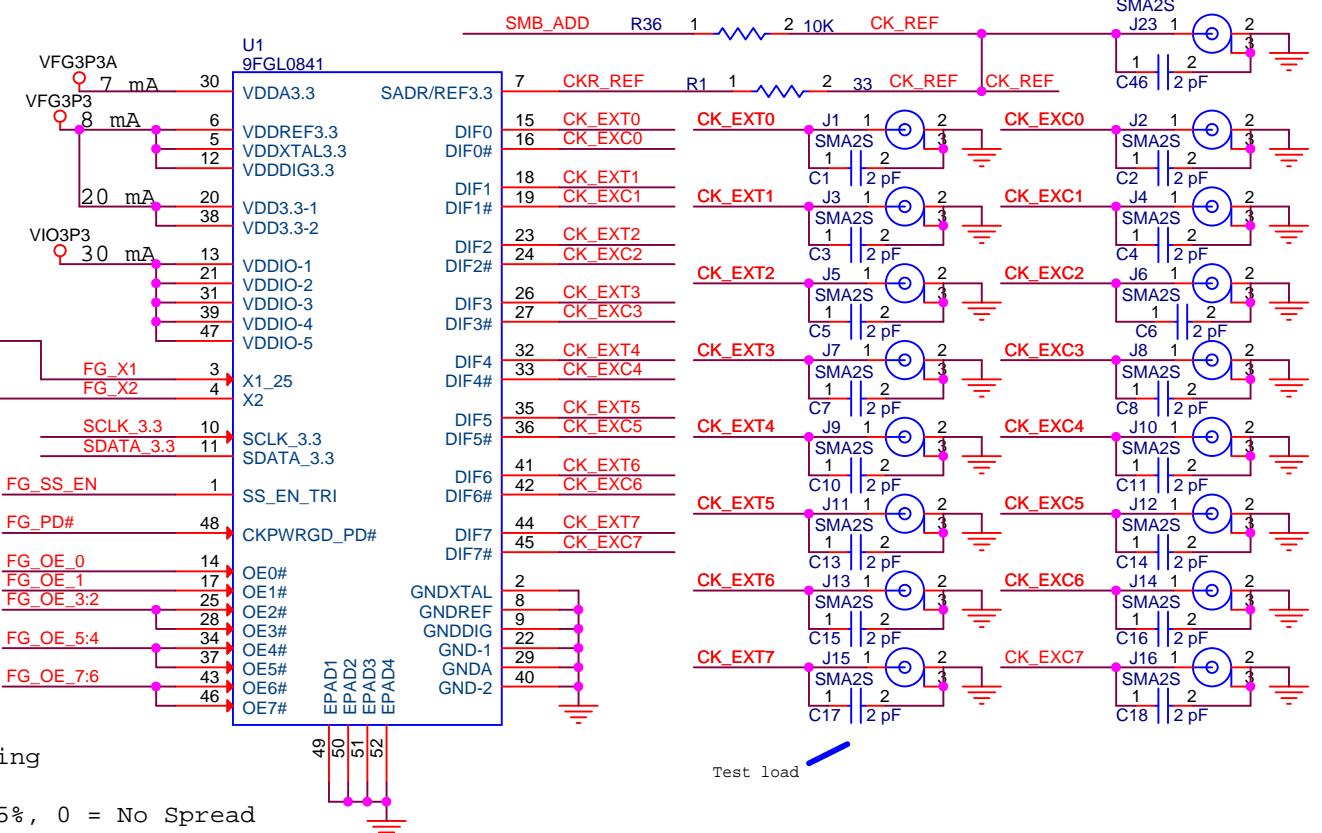 SMA2S
SMB_ADD R36 1 2 10K CK_REF J23 1 2
3
1 2
C46 2 pF
U1
9FGL0841
VFG3P3A
7 mA 30 VDDA3.3 SADR/REF3.3 7 CKR_REF R1 1 2 33 CK_REF CK_REF
VFG3P3
8 mA 6 VDDREF3.3 DIF0 15 CK_EXT0
5 VDDXTAL3.3 DIF0# 16 CK_EXC0
12 VDDDIG3.3
DIF1 18 CK_EXT1
20 mA 20 VDD3.3-1 DIF1# 19 CK_EXC1
38 VDD3.3-2
VIO3P3
DIF2 23 CK_EXT2
30 mA 13 VDDIO-1 DIF2# 24 CK_EXC2
21 VDDIO-2
31 VDDIO-3 DIF3 26 CK_EXT3
39 VDDIO-4 DIF3# 27 CK_EXC3
47 VDDIO-5
DIF4 32 CK_EXT4
FG_X1 3 X1_25 DIF4# 33 CK_EXC4
FG_X2 4 X2
DIF5 35 CK_EXT5
SCLK_3.3 10 SCLK_3.3 DIF5# 36 CK_EXC5
SDATA_3.3 11 SDATA_3.3
DIF6 41 CK_EXT6
FG_SS_EN 1 SS_EN_TRI DIF6# 42 CK_EXC6
FG_PD# 48 CKPWRGD_PD# DIF7 44 CK_EXT7
DIF7# 45 CK_EXC7
FG_OE_0 14 OE0#
FG_OE_1 17 OE1# GNDXTAL 2
FG_OE_3:2 25 OE2# GNDREF 8
28 OE3# GNDDIG 9
FG_OE_5:4 34 OE4# GND-1 22
37 OE5# GNDA 29
FG_OE_7:6 43 OE6# GND-2 40
46 OE7#
EPAD1 EPAD2 EPAD3 EPAD4
49 50 51 52
CK_EXT0 J1 1 2 CK_EXC0 J2 1 2
SMA2S 3 SMA2S 3
1 2 1 2
C1 2 pF C2 2 pF
CK_EXT1 J3 1 2 CK_EXC1 J4 1 2
SMA2S 3 SMA2S 3
1 2 1 2
C3 2 pF C4 2 pF
CK_EXT2 J5 1 2 CK_EXC2 J6 1 2
SMA2S 3 SMA2S 3
1 2 1 2
C5 2 pF C6 2 pF
CK_EXT3 J7 1 2 CK_EXC3 J8 1 2
SMA2S 3 SMA2S 3
1 2 1 2
C7 2 pF C8 2 pF
CK_EXT4 J9 1 2 CK_EXC4 J10 1 2
SMA2S 3 SMA2S 3
1 2 1 2
C10 2 pF C11 2 pF
CK_EXT5 J11 1 2 CK_EXC5 J12 1 2
SMA2S 3 SMA2S 3
1 2 1 2
C13 2 pF C14 2 pF
CK_EXT6 J13 1 2 CK_EXC6 J14 1 2
SMA2S 3 SMA2S 3
1 2 1 2
C15 2 pF C16 2 pF
CK_EXT7 J15 1 2 CK_EXC7 J16 1 2
SMA2S 3 SMA2S 3
1 2 1 2
C17 2 pF C18 2 pF
Test load
ing
5%, 0 = No Spread